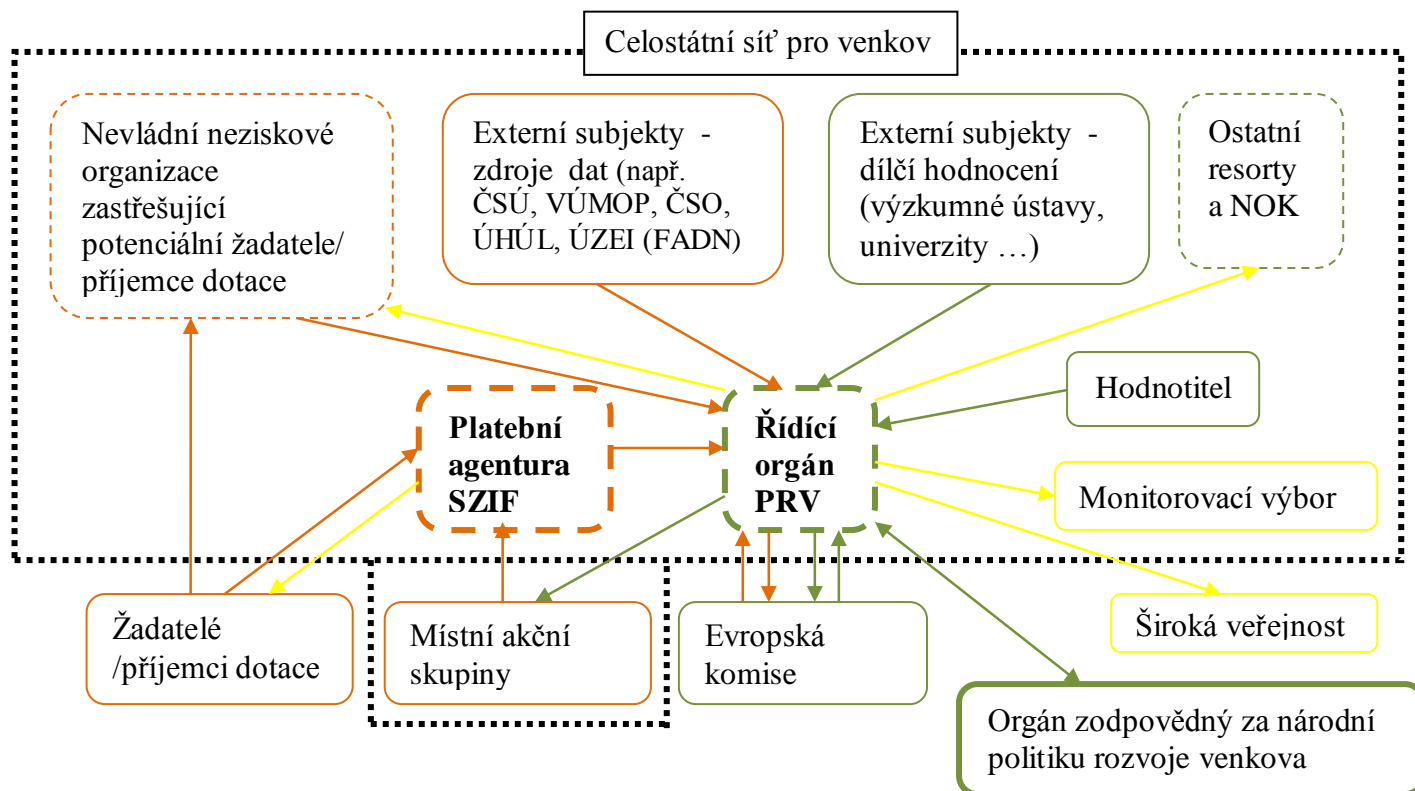 Celostátní síť pro venkov
Nevládní neziskové
organizace
zastřešující
potenciální žadatele/
příjemce dotace
Externí subjekty -
zdroje dat (např.
ČSÚ, VÚMOP, ČSO,
ÚHÚL, ÚZEI (FADN)
Externí subjekty -
dílčí hodnocení
(výzkumné ústavy,
univerzity …)
Ostatní
resorty
a NOK
Platební
agentura
SZIF
Řídící
orgán
PRV
Hodnotitel
Monitorovací výbor
Žadatelé
/příjemci dotace
Místní akční
skupiny
Evropská
komise
Široká veřejnost
Orgán zodpovědný za národní
politiku rozvoje venkova